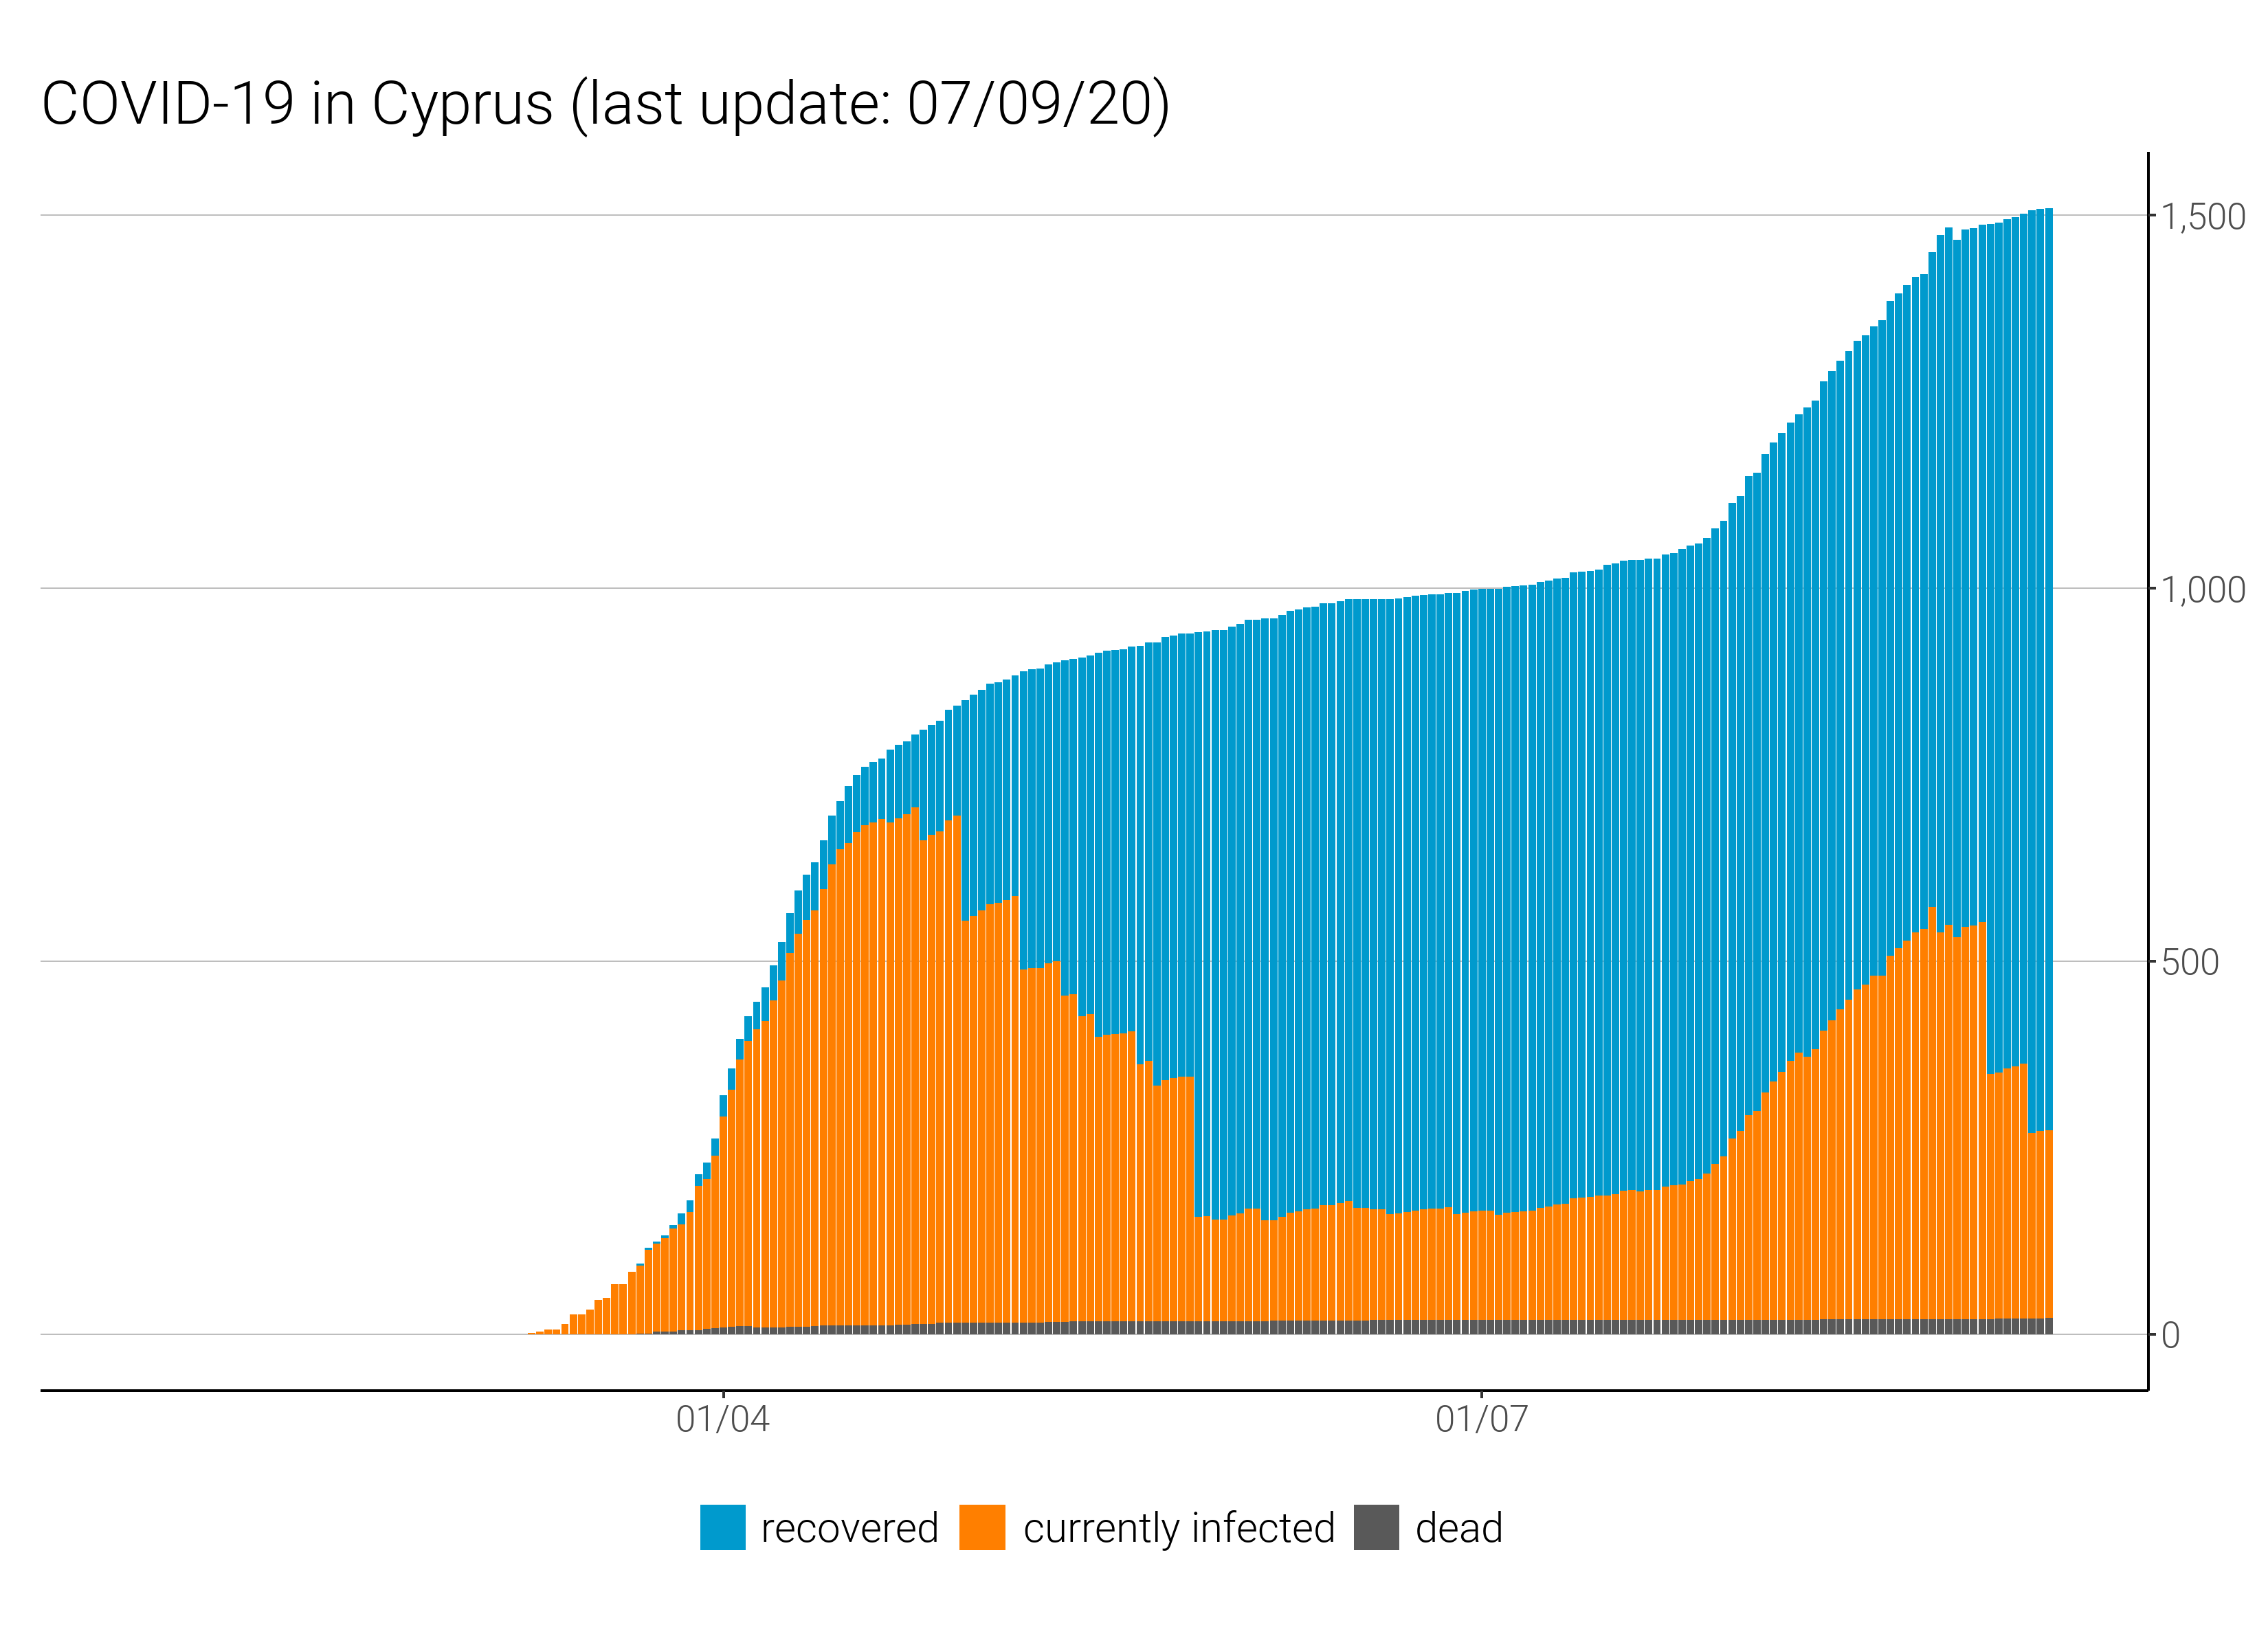 COVID-19 in Cyprus (last update: 07/09/20)
1,500
1,000
500
0
01/04 01/07
recovered currently infected dead